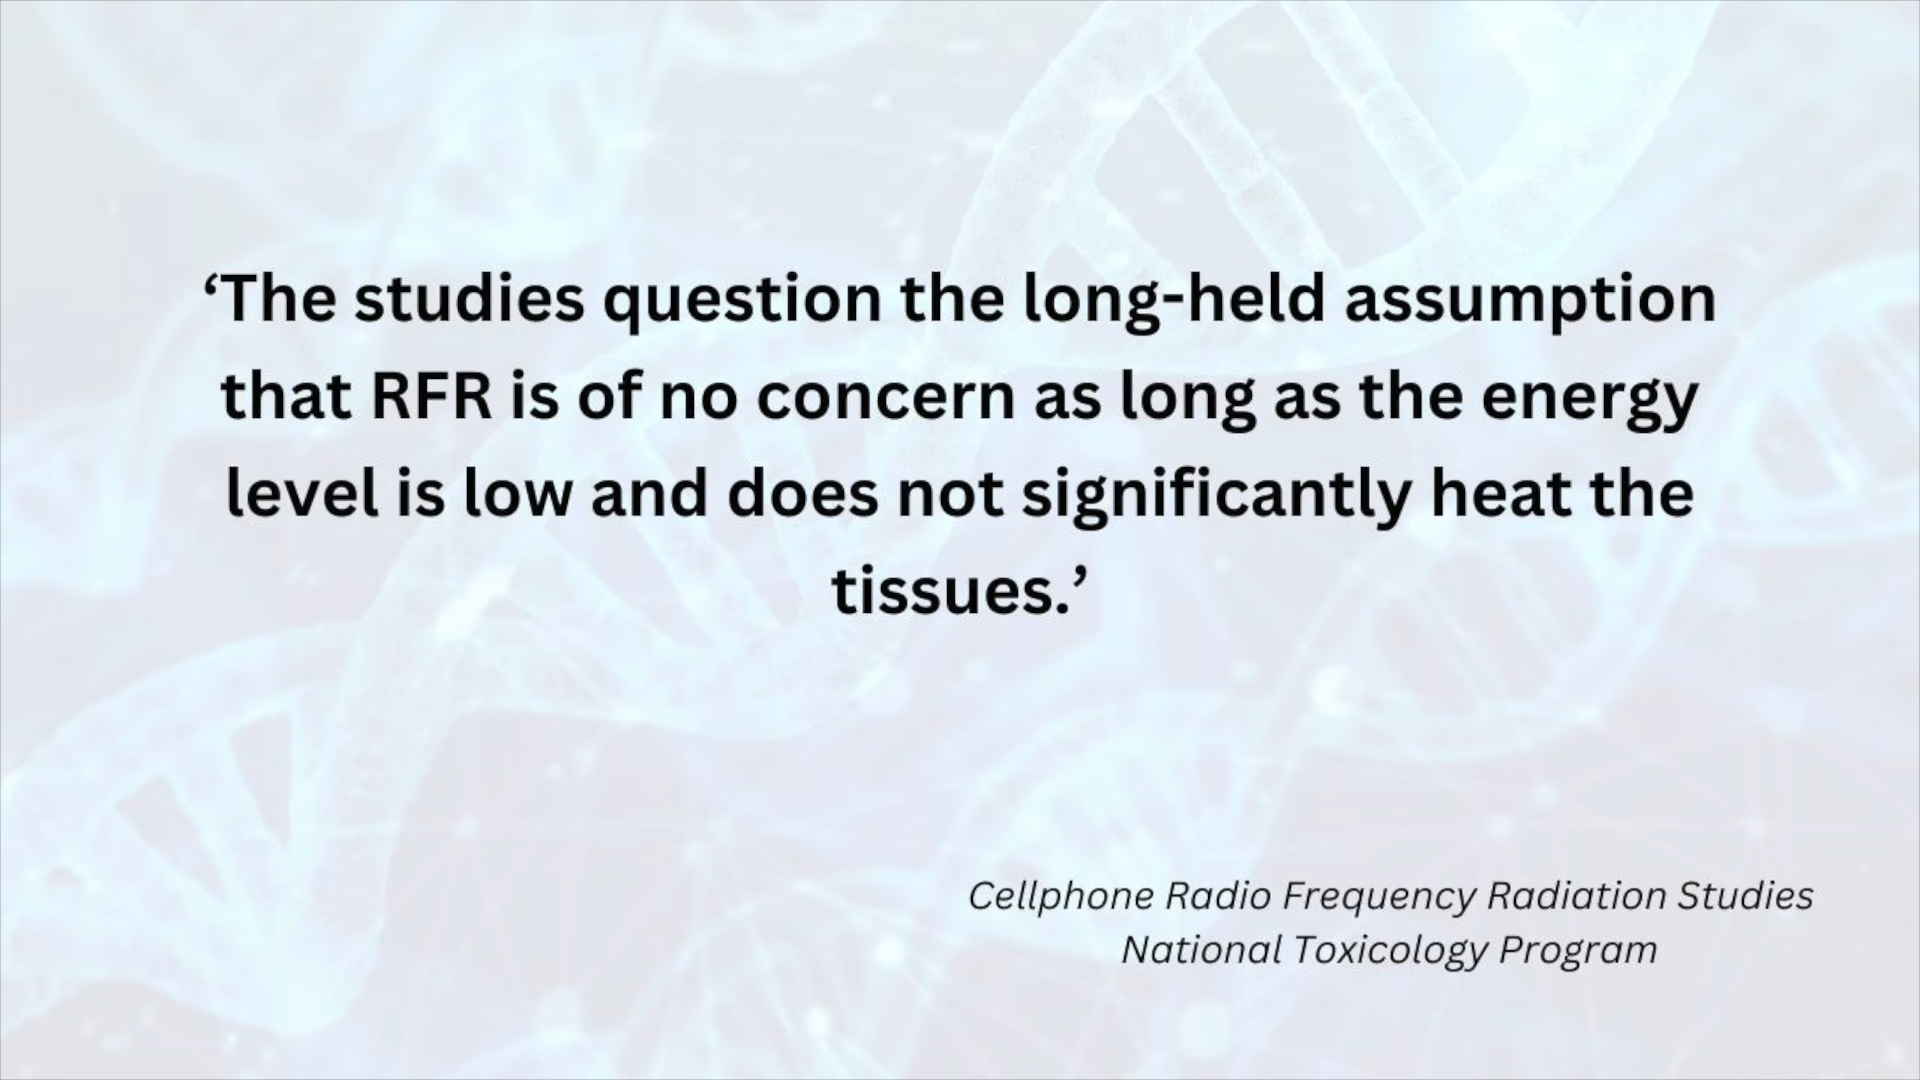 ‘The studies question the long-held assumption
that RFR is of no concern as long as the energy
level is low and does not significantly heat the
tissues.’
Cellphone Radio Frequency Radiation Studies
National Toxicology Program